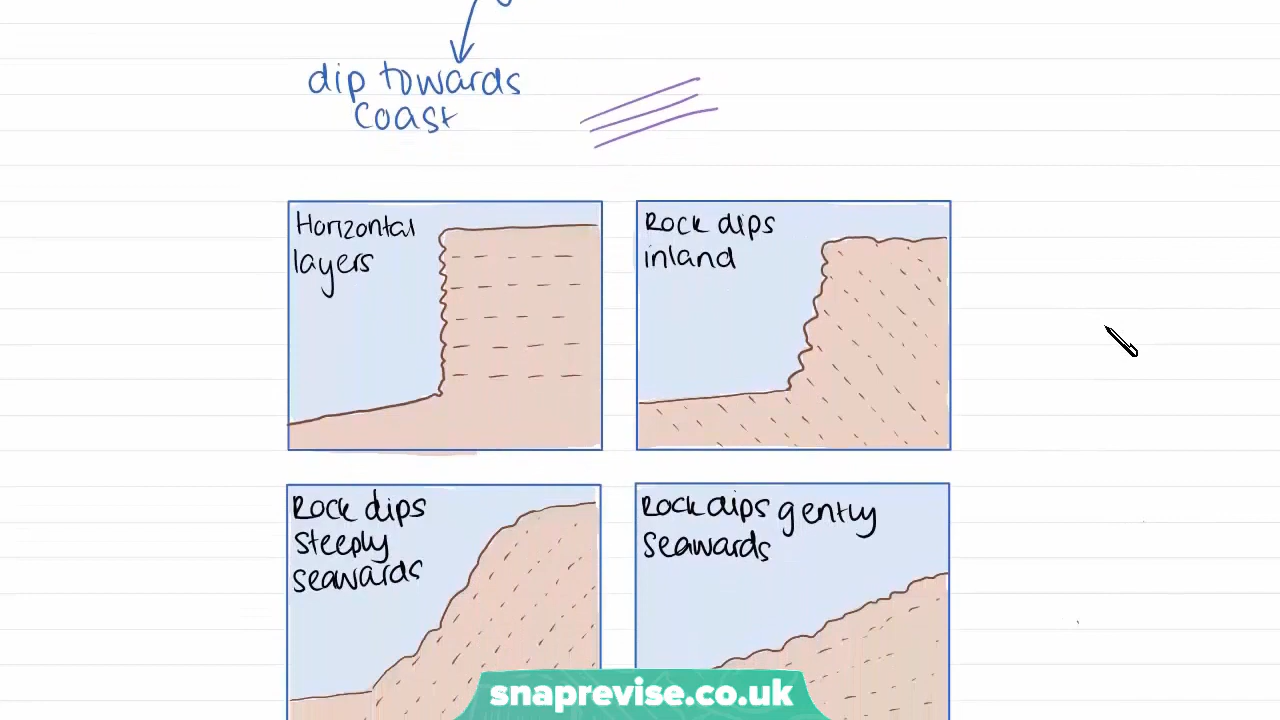 dip towards
coast
Horizontal
layers
Rock dips
inland
Rock dips
steeply
seawards
Rock dips gently
seawards
snaprevise.co.uk